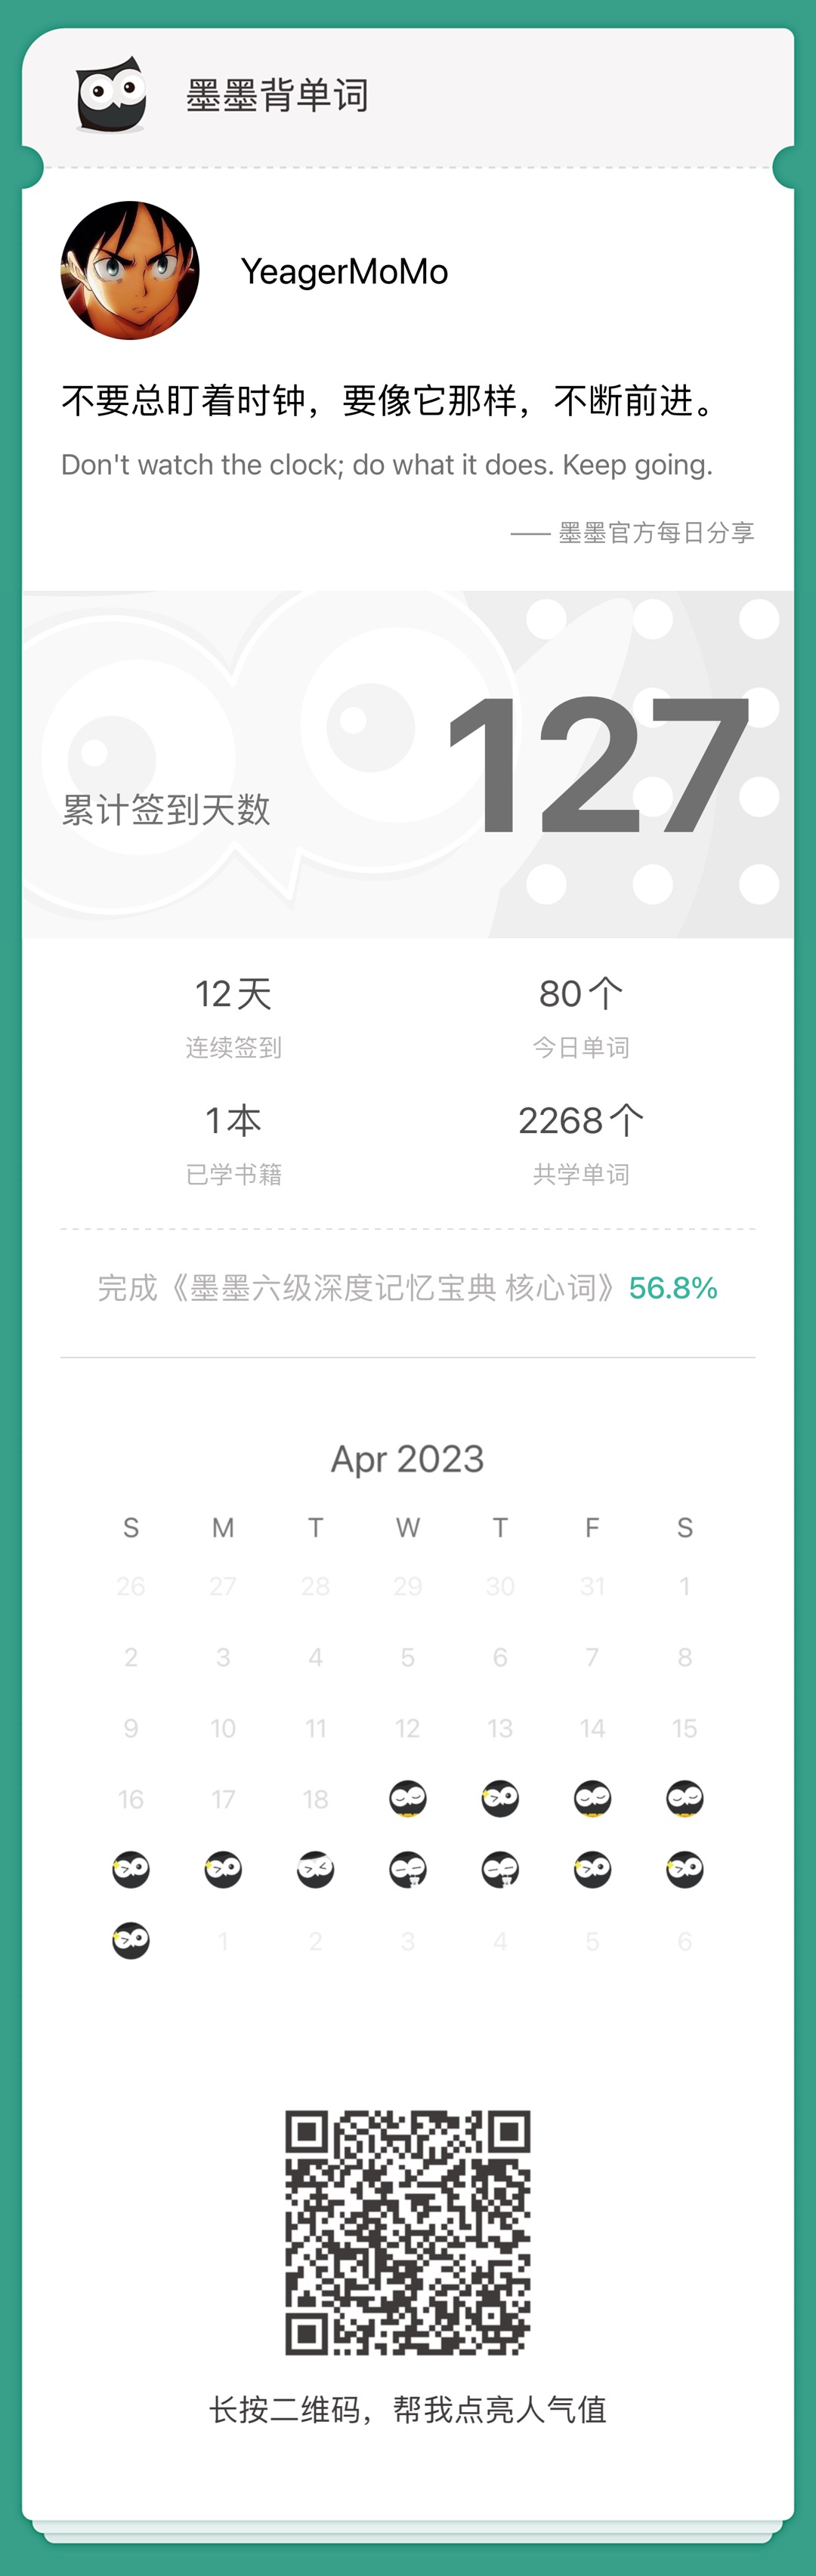 墨墨背单词
YeagerMoMo
不要总盯着时钟，要像它那样，不断前进。
Don't watch the clock; do what it does. Keep going.
—— 墨墨官方每日分享
累计签到天数 127
12天 80个
连续签到 今日单词
1本 2268个
已学书籍 共学单词
完成《墨墨六级深度记忆宝典 核心词》56.8%
Apr 2023
S M T W T F S
26 27 28 29 30 31 1
2 3 4 5 6 7 8
9 10 11 12 13 14 15
16 17 18
1 2 3 4 5 6
长按二维码，帮我点亮人气值